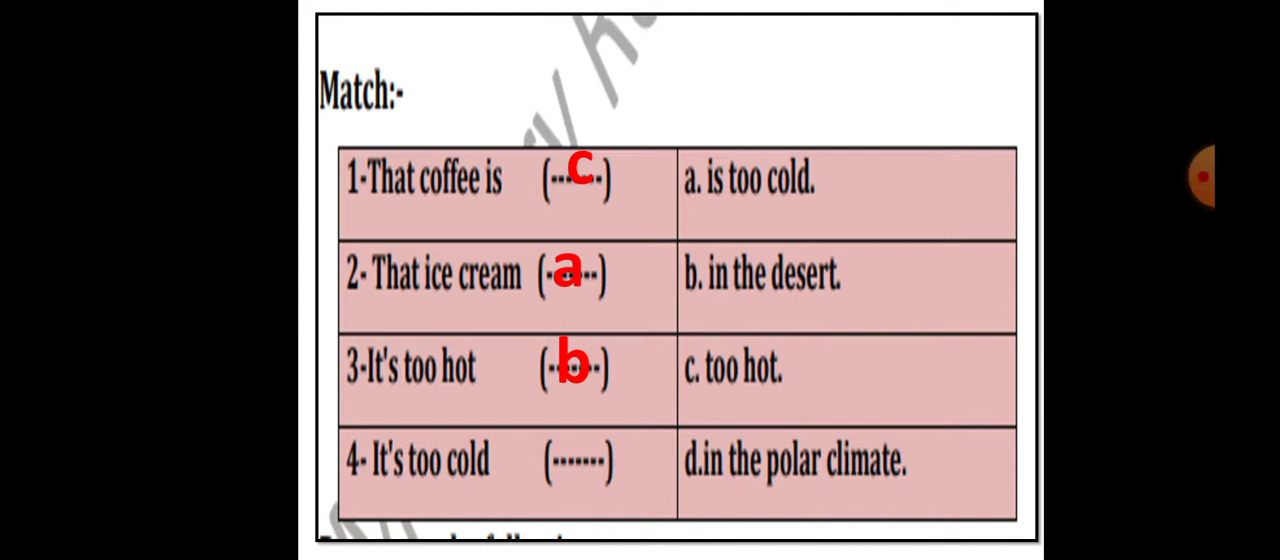 Match:-
1-That coffee is (---c---) a. is too cold.
2- That ice cream (---a---) b. in the desert.
3-It's too hot (---b---) c. too hot.
4- It's too cold (-------) d.in the polar climate.